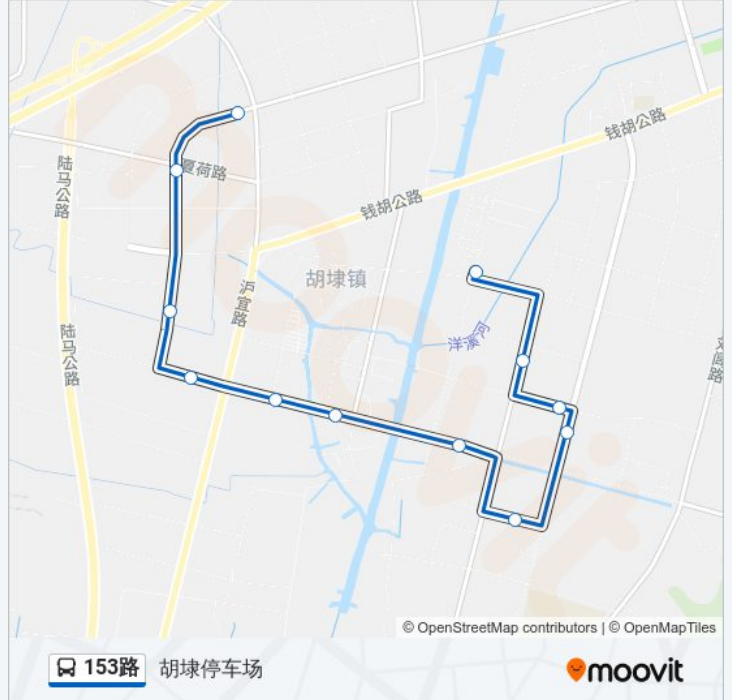 钱胡公路
夏荷路
陆马公路
钱胡公路
胡埭镇
沪宜路
洋溪河
陆马公路
© OpenStreetMap contributors | © OpenMapTiles
153路 胡埭停车场
moovit